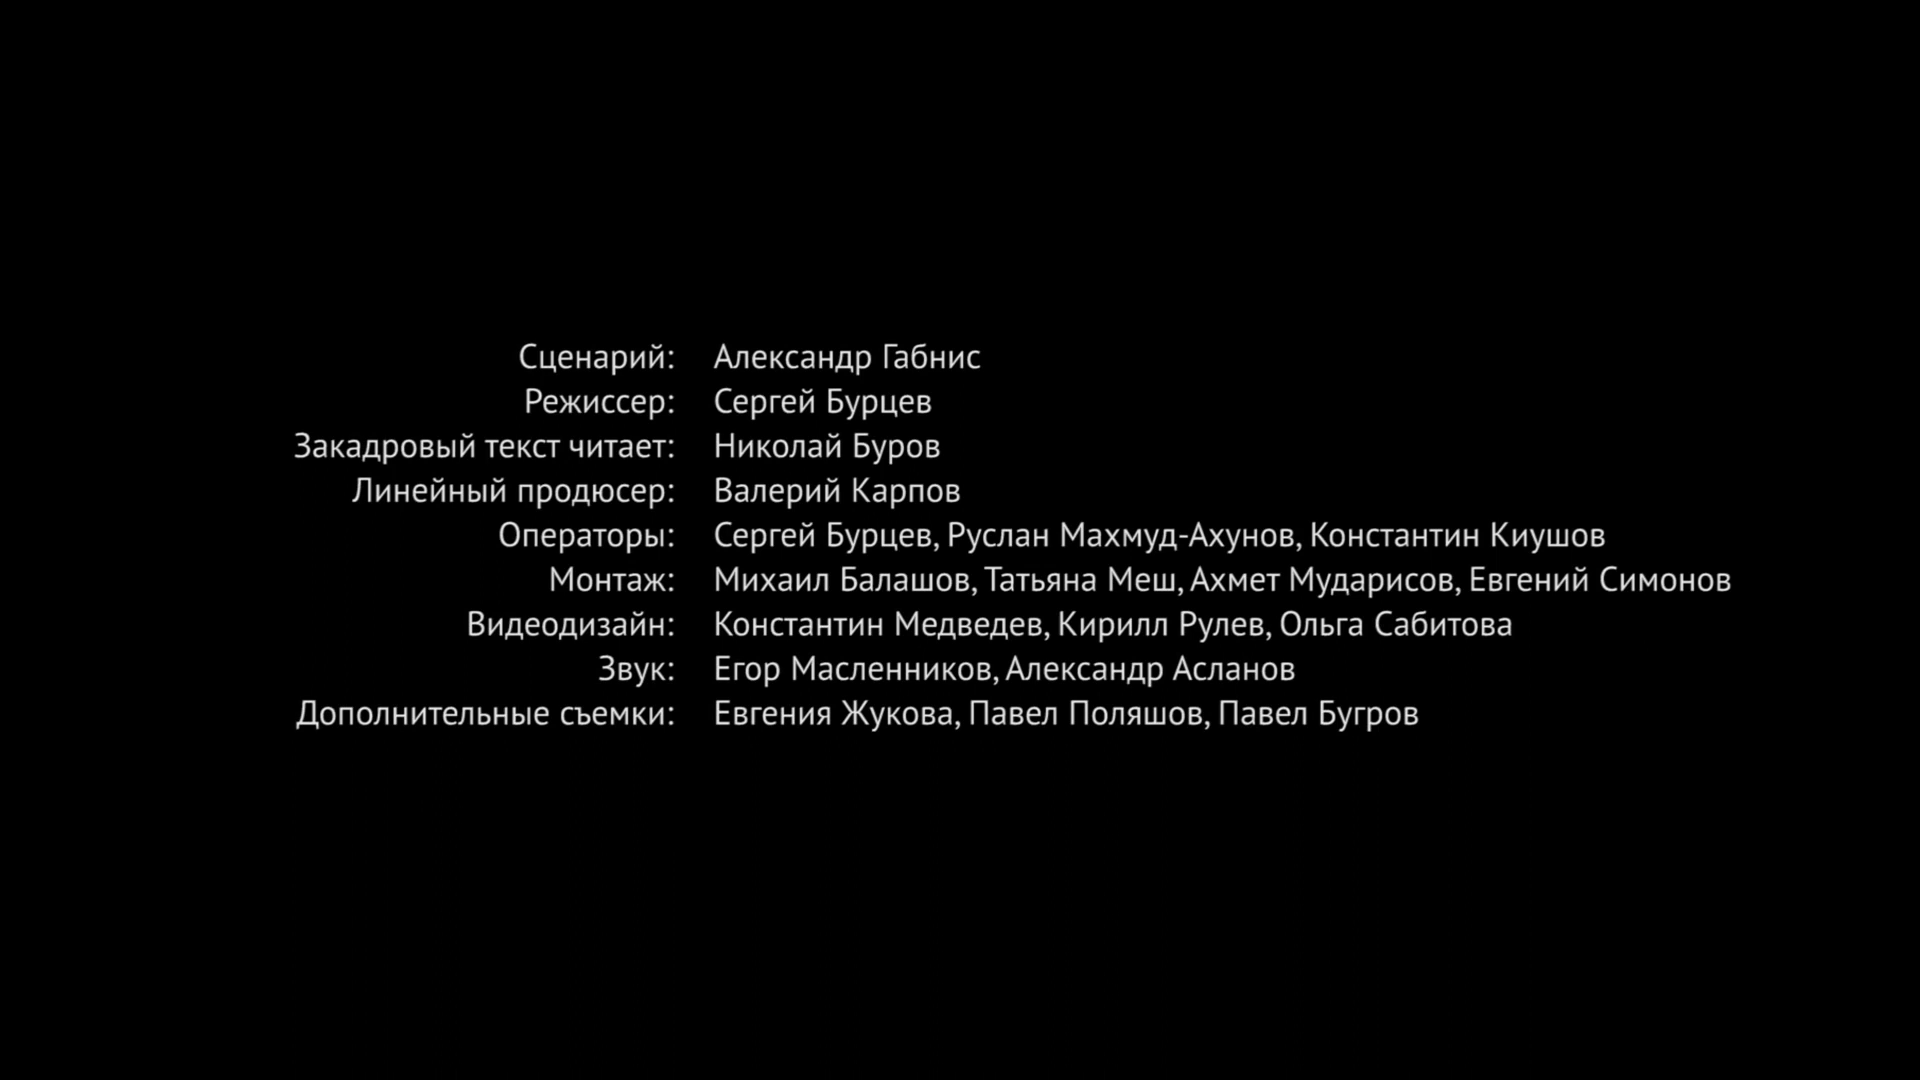 Сценарий: Александр Габнис
Режиссер: Сергей Бурцев
Закадровый текст читает: Николай Буров
Линейный продюсер: Валерий Карпов
Операторы: Сергей Бурцев, Руслан Махмуд-Ахунов, Константин Киушов
Монтаж: Михаил Балашов, Татьяна Меш, Ахмет Мударисов, Евгений Симонов
Видеодизайн: Константин Медведев, Кирилл Рулев, Ольга Сабитова
Звук: Егор Масленников, Александр Асланов
Дополнительные съемки: Евгения Жукова, Павел Поляшов, Павел Бугров